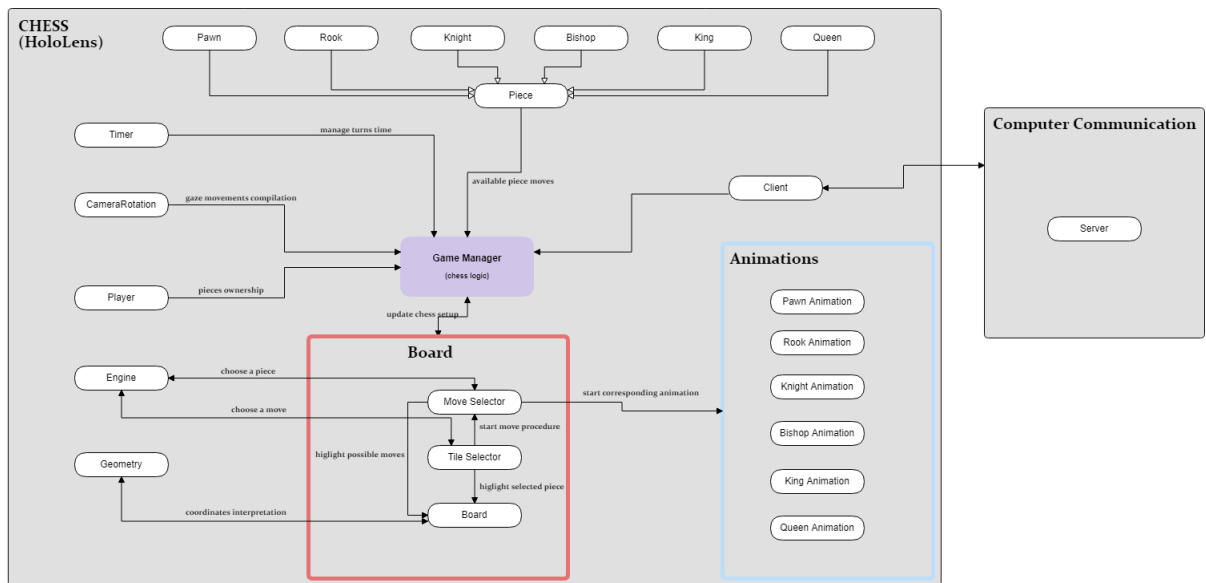 CHESS
(HoloLens)
Pawn
Rook
Knight
Bishop
King
Queen
Piece
Timer
manage turns time
available piece moves
Computer Communication
Client
CameraRotation
gaze movements compilation
Server
Game Manager
(chess logic)
Animations
Player
pieces ownership
Pawn Animation
update chess setup
Rook Animation
Board
Engine
choose a piece
Knight Animation
start corresponding animation
Move Selector
choose a move
start move procedure
Bishop Animation
higlight possible moves
Tile Selector
Geometry
King Animation
higlight selected piece
coordinates interpretation
Board
Queen Animation